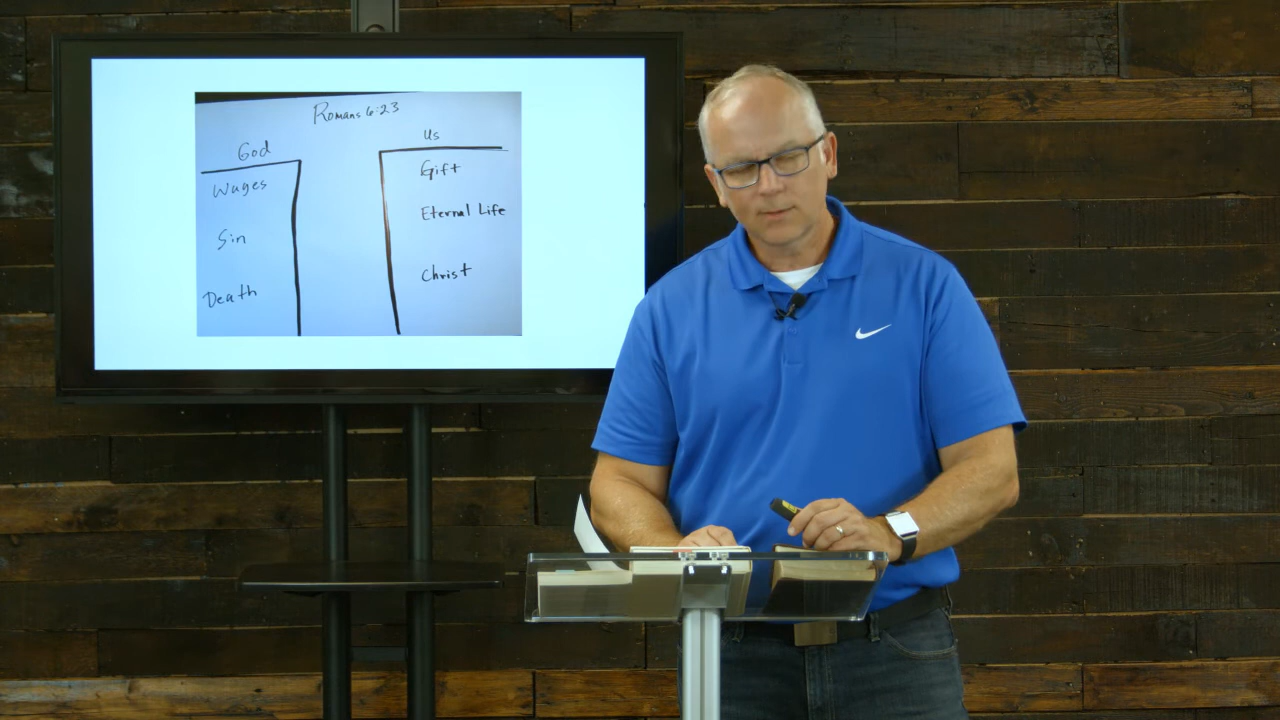 Romans 6:23
God
Wages
Sin
Death
Us
Gift
Eternal Life
Christ